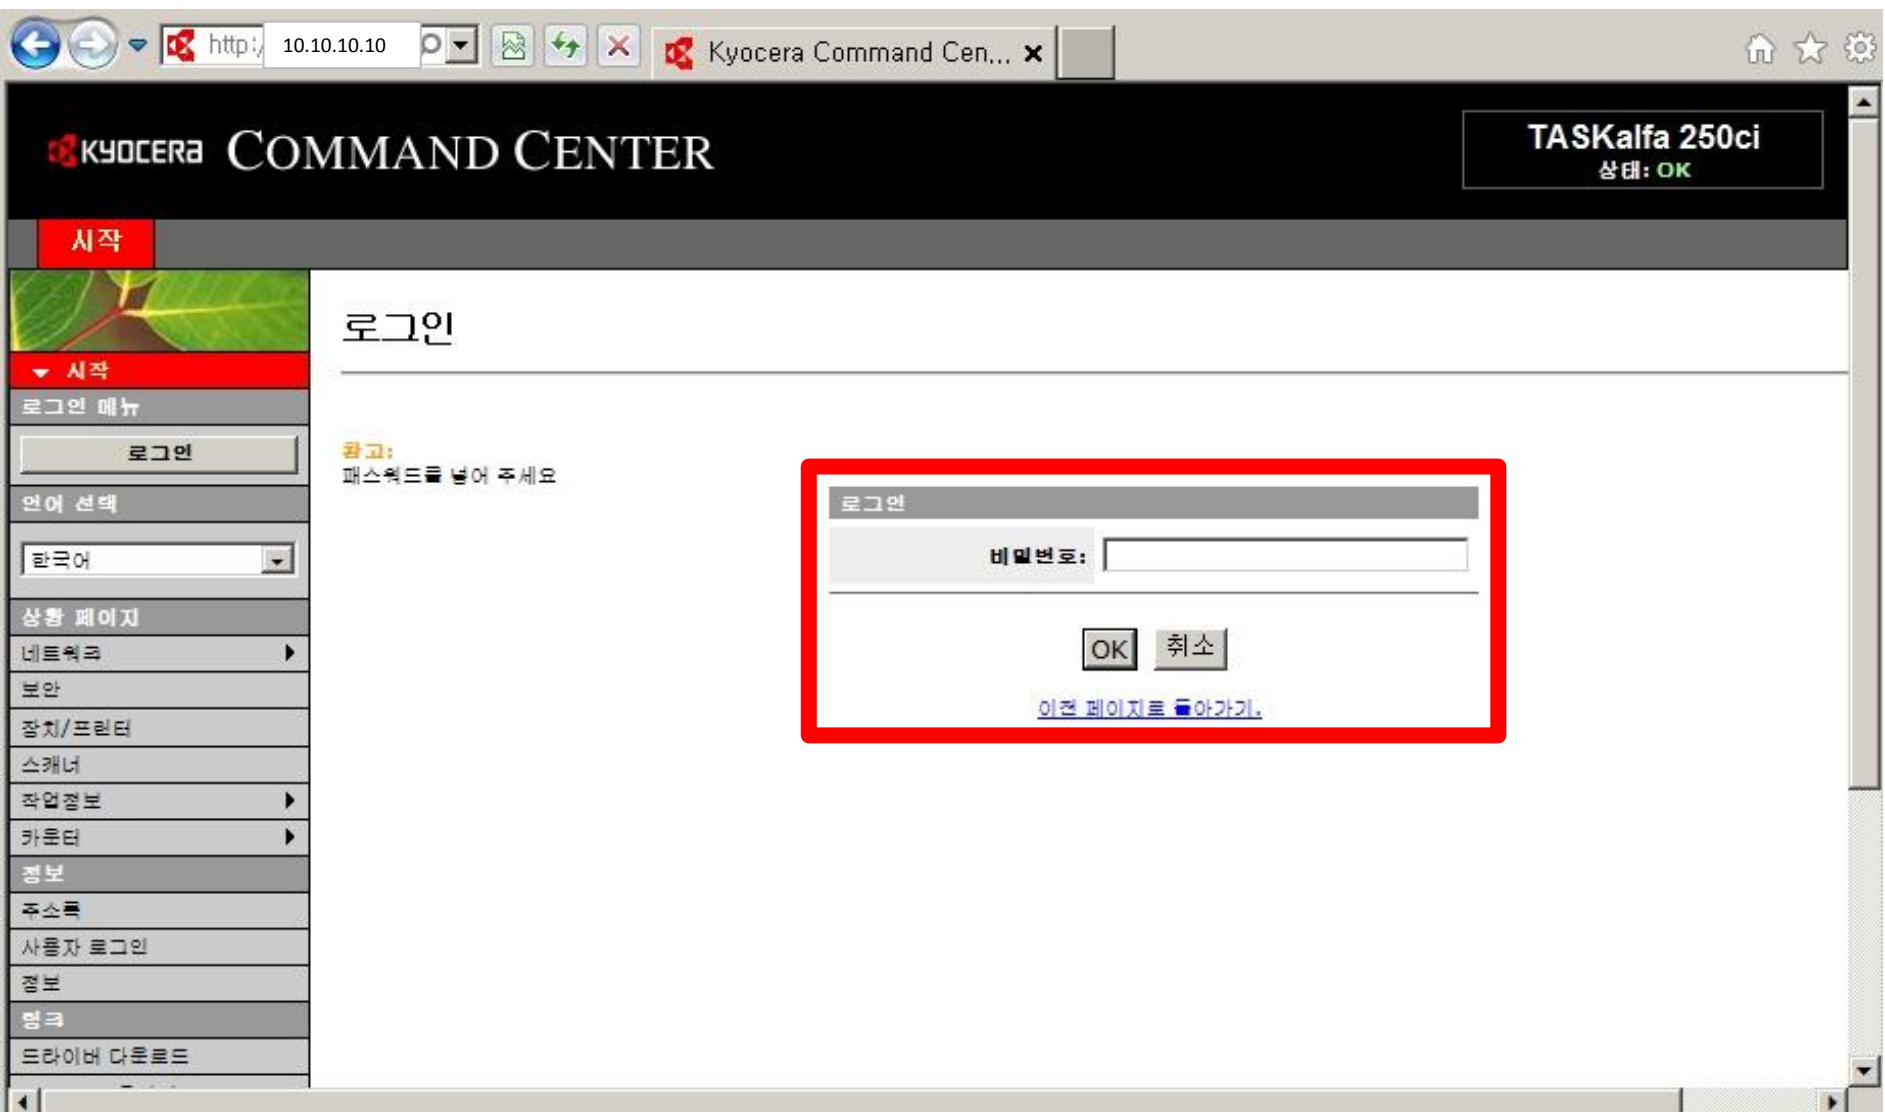 http:/ 10.10.10.10
Kyocera Command Cen...
KYOCERA COMMAND CENTER
TASKalfa 250ci
상태: OK
시작
로그인
시작
로그인 메뉴
로그인
참고:
패스워드를 넣어 주세요
언어 선택
한국어
로그인
비밀번호:
OK 취소
이전 페이지로 돌아가기.
상황 페이지
네트워크
보안
장치/프린터
스캐너
작업정보
카운터
정보
주소록
사용자 로그인
정보
링크
드라이버 다운로드